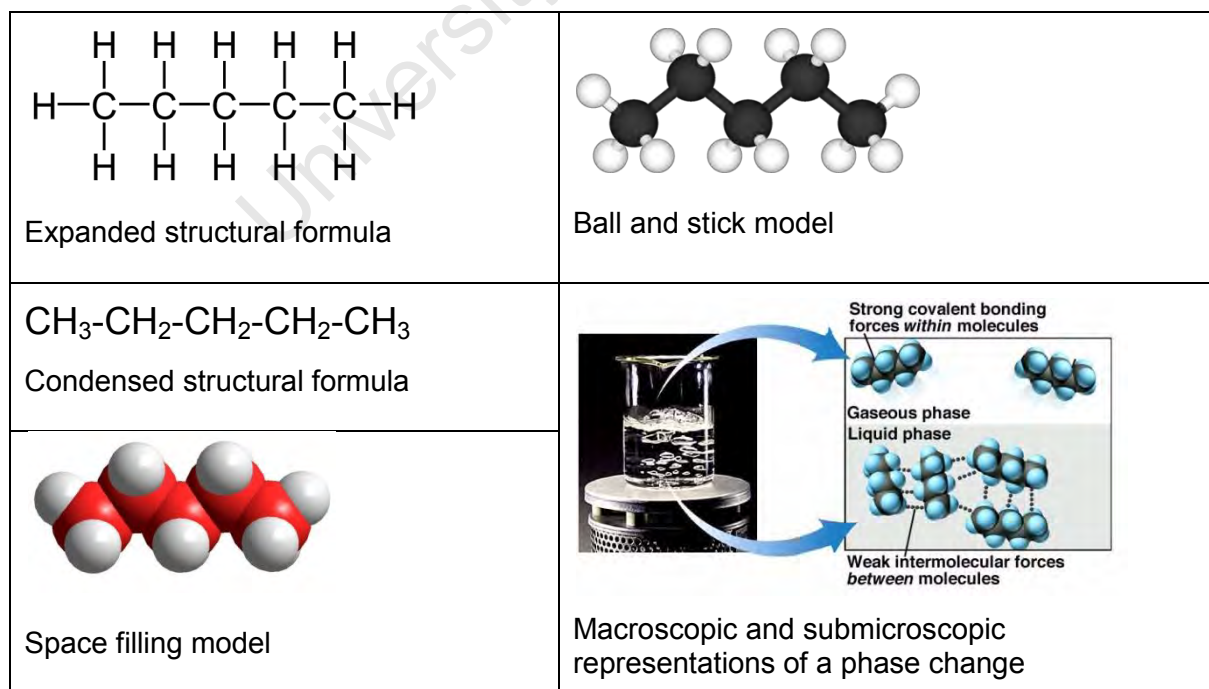 H H H H H
H–C–C–C–C–C–H
H H H H H
Expanded structural formula
Ball and stick model
CH₃-CH₂-CH₂-CH₂-CH₃
Condensed structural formula
Space filling model
Strong covalent bonding
forces within molecules
Gaseous phase
Liquid phase
Weak intermolecular forces
between molecules
Macroscopic and submicroscopic
representations of a phase change